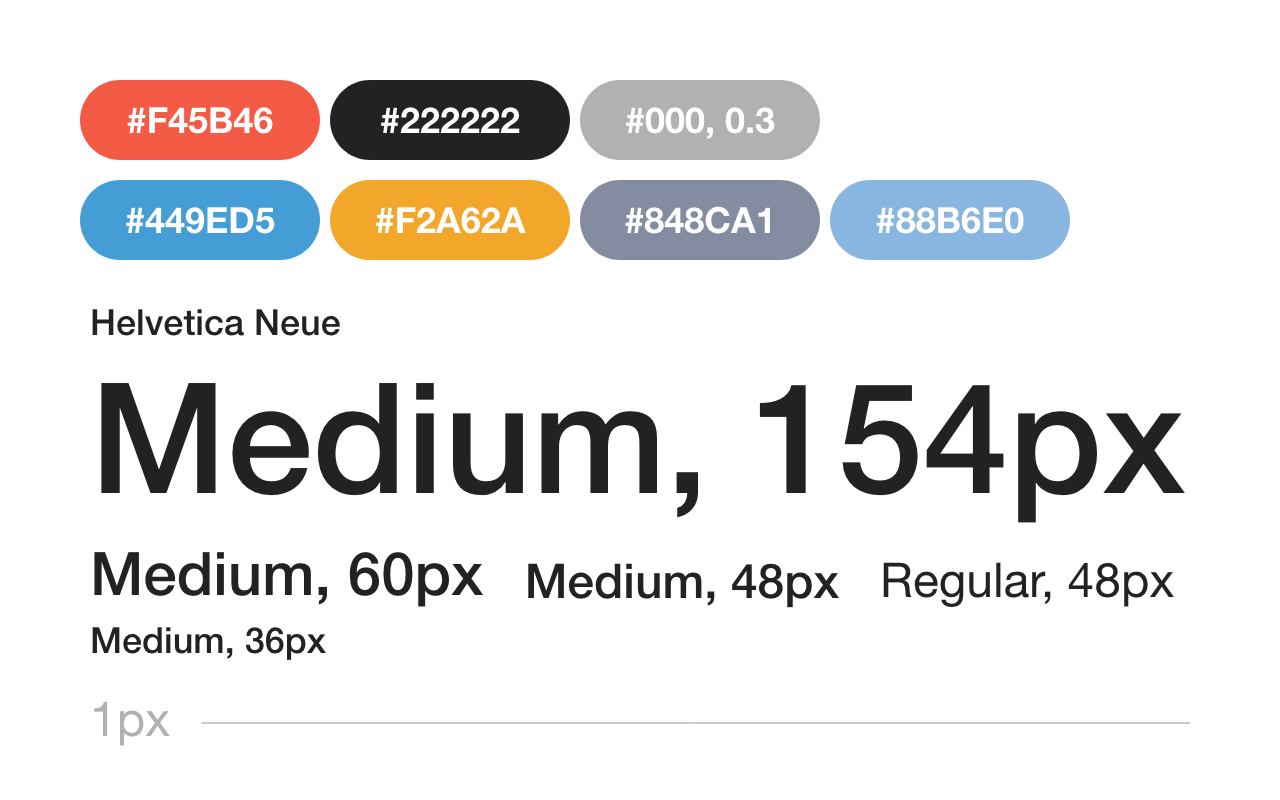 #F45B46 #222222 #000, 0.3
#449ED5 #F2A62A #848CA1 #88B6E0
Helvetica Neue
Medium, 154px
Medium, 60px Medium, 48px Regular, 48px
Medium, 36px
1px